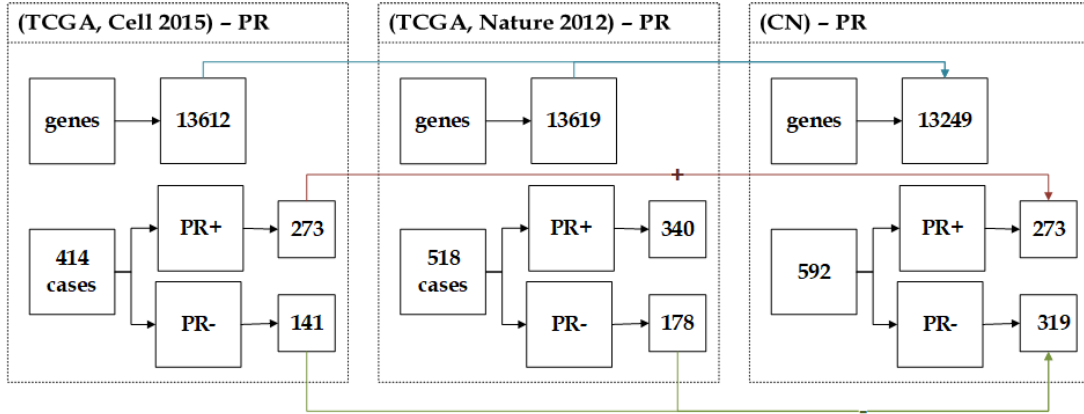 (TCGA, Cell 2015) – PR
genes
13612
414
cases
PR+
273
PR-
141
(TCGA, Nature 2012) – PR
genes
13619
518
cases
PR+
340
PR-
178
(CN) – PR
genes
13249
592
PR+
273
PR-
319
+
-